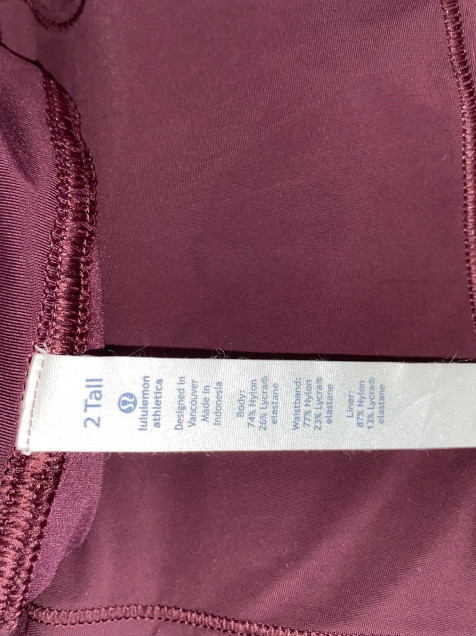 2 Tall
lululemon
athletica
Designed in
Vancouver
Made in
Indonesia
Body:
74% Nylon
26% Lycra®
elastane
Waistband:
77% Nylon
23% Lycra®
elastane
Liner:
87% Nylon
13% Lycra®
elastane